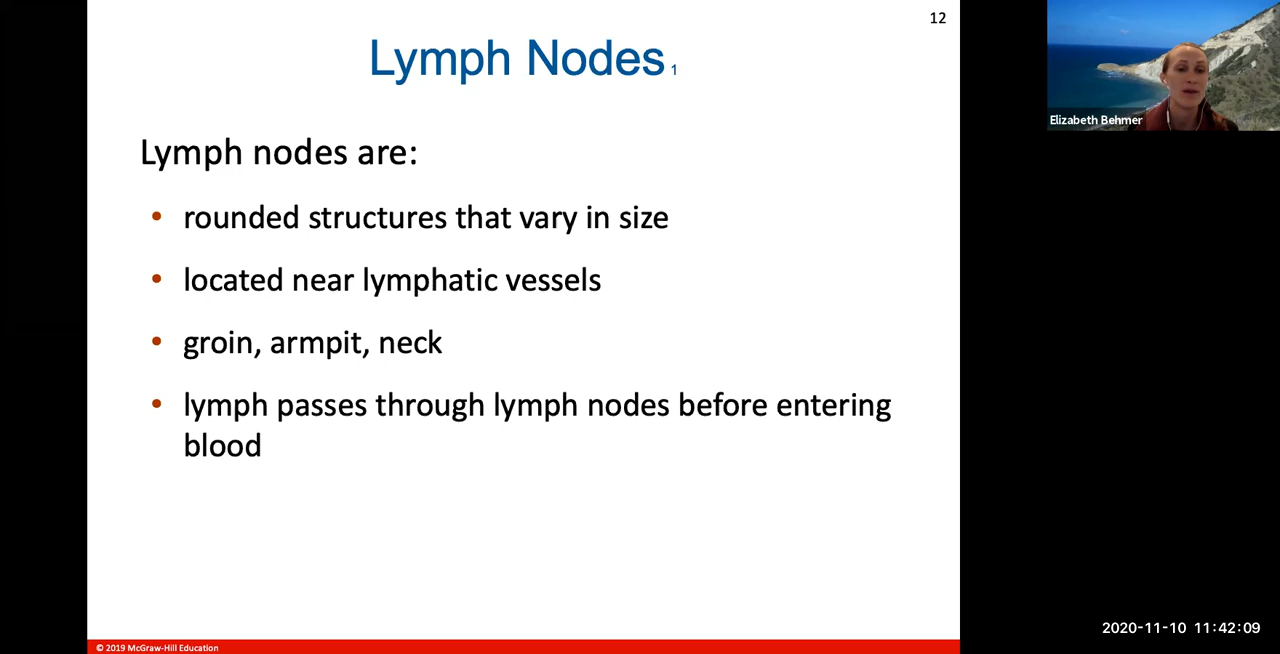 12
Lymph Nodes 1
Elizabeth Behmer
Lymph nodes are:
• rounded structures that vary in size
• located near lymphatic vessels
• groin, armpit, neck
• lymph passes through lymph nodes before entering
blood
2020-11-10 11:42:09
© 2019 McGraw-Hill Education